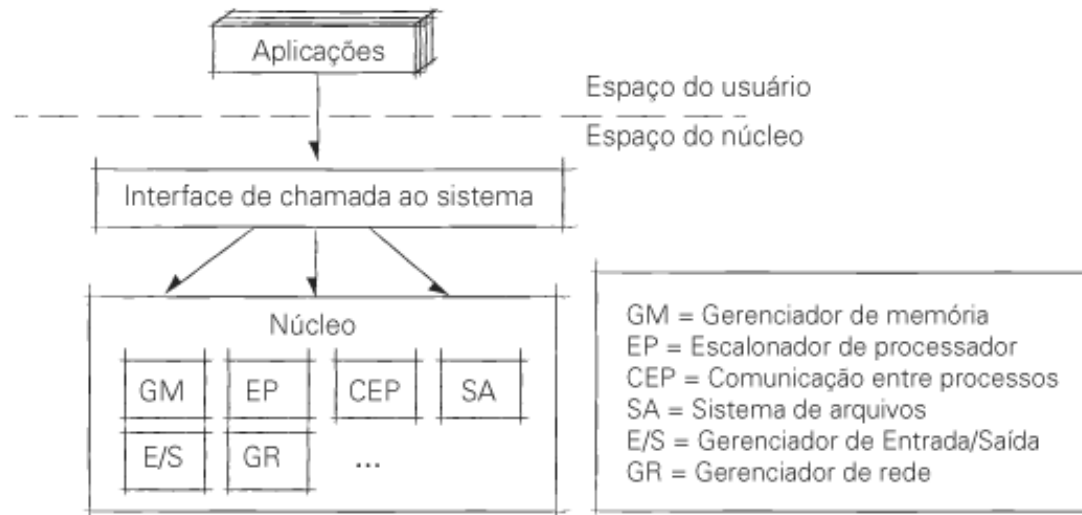 Aplicações
Espaço do usuário
Espaço do núcleo
Interface de chamada ao sistema
Núcleo
GM EP CEP SA
E/S GR ...
GM = Gerenciador de memória
EP = Escalonador de processador
CEP = Comunicação entre processos
SA = Sistema de arquivos
E/S = Gerenciador de Entrada/Saída
GR = Gerenciador de rede